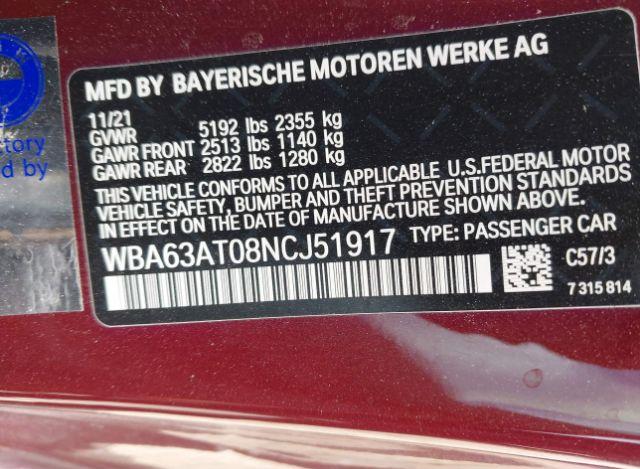 MFD BY BAYERISCHE MOTOREN WERKE AG
11/21
GVWR 5192 lbs 2355 kg
GAWR FRONT 2513 lbs 1140 kg
GAWR REAR 2822 lbs 1280 kg
THIS VEHICLE CONFORMS TO ALL APPLICABLE U.S.FEDERAL MOTOR
VEHICLE SAFETY, BUMPER AND THEFT PREVENTION STANDARDS
IN EFFECT ON THE DATE OF MANUFACTURE SHOWN ABOVE.
WBA63AT08NCJ51917 TYPE: PASSENGER CAR
C57/3
7315814
by